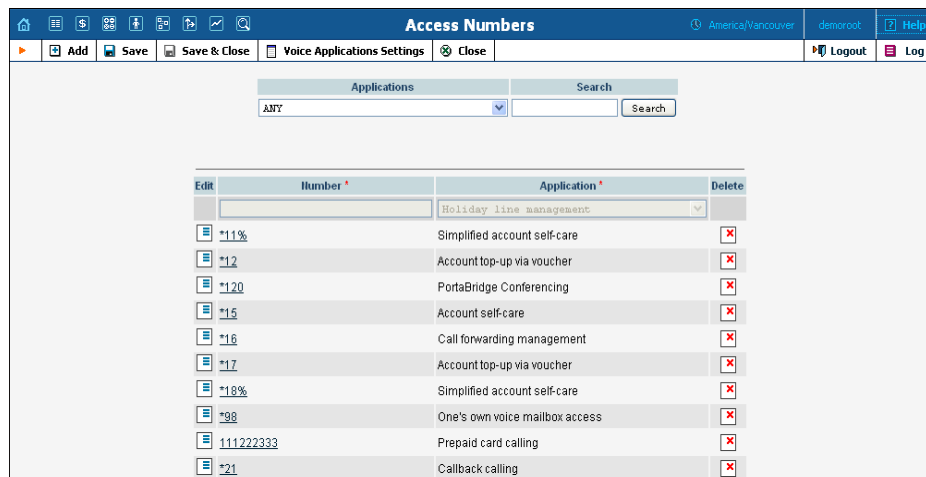 Access Numbers
America/Vancouver
demoroot
? Help
Add
Save
Save & Close
Voice Applications Settings
Close
Logout
Log
Applications
Search
ANY
Search
Edit Number * Application * Delete
Holiday line management
*11% Simplified account self-care
*12 Account top-up via voucher
*120 PortaBridge Conferencing
*15 Account self-care
*16 Call forwarding management
*17 Account top-up via voucher
*18% Simplified account self-care
*98 One's own voice mailbox access
111222333 Prepaid card calling
*21 Callback calling